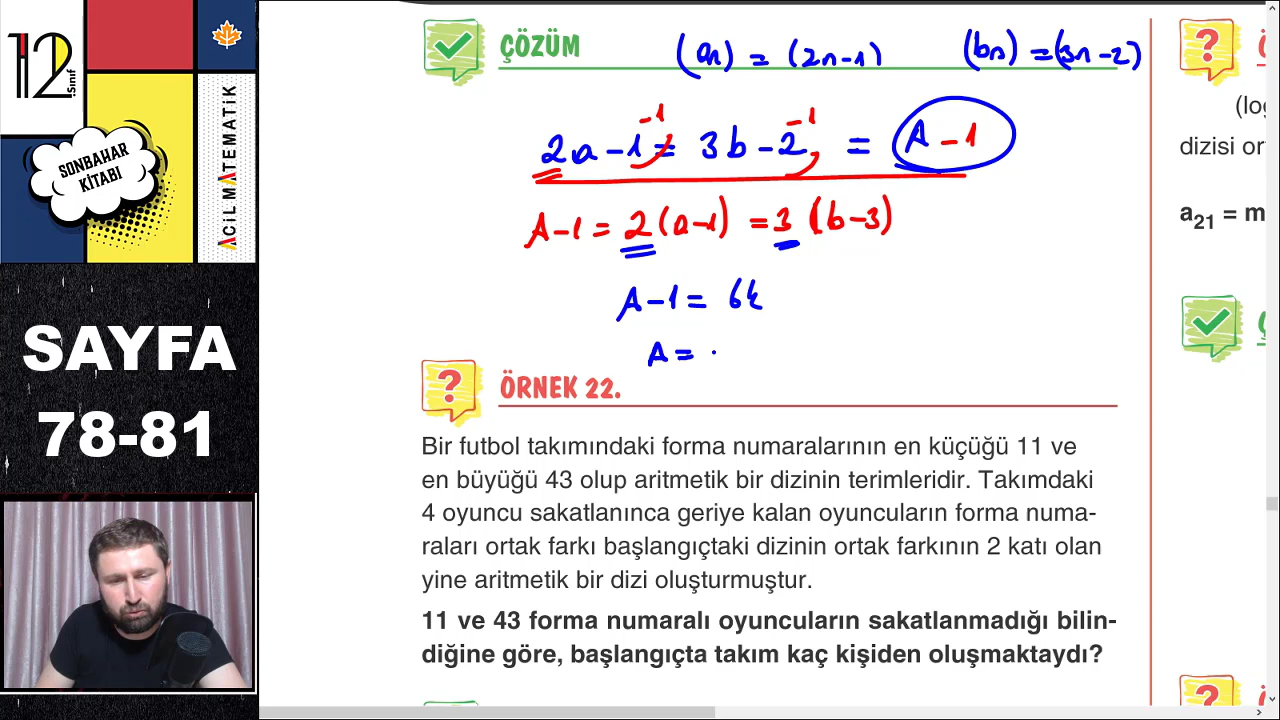 12
.Sınıf
SONBAHAR
KİTABI
AÇILMATEMATİK
SAYFA
78-81
ÇÖZÜM
(an) = (2n-1) (bn) = (3n-2)
2a-1 = 3b-2 = A-1
-1 -1
A-1 = 2(a-1) = 3(b-3)
A-1 = 6k
A =
ÖRNEK 22.
Bir futbol takımındaki forma numaralarının en küçüğü 11 ve
en büyüğü 43 olup aritmetik bir dizinin terimleridir. Takımdaki
4 oyuncu sakatlanınca geriye kalan oyuncuların forma numa-
raları ortak farkı başlangıçtaki dizinin ortak farkının 2 katı olan
yine aritmetik bir dizi oluşturmuştur.
11 ve 43 forma numaralı oyuncuların sakatlanmadığı bilin-
diğine göre, başlangıçta takım kaç kişiden oluşmaktaydı?
(log
dizisi or
a21 = m